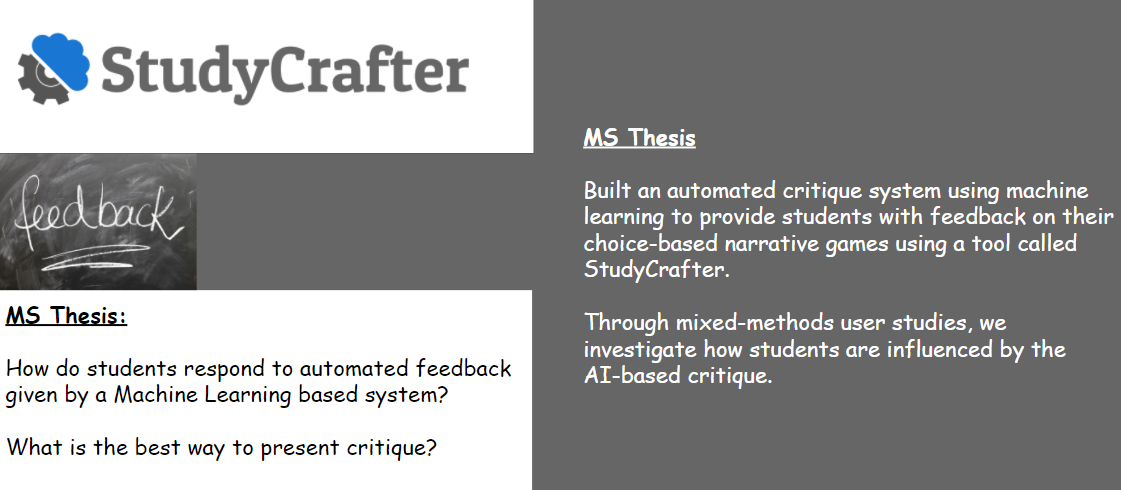 StudyCrafter
feedback
MS Thesis:
How do students respond to automated feedback
given by a Machine Learning based system?
What is the best way to present critique?
MS Thesis
Built an automated critique system using machine
learning to provide students with feedback on their
choice-based narrative games using a tool called
StudyCrafter.
Through mixed-methods user studies, we
investigate how students are influenced by the
AI-based critique.